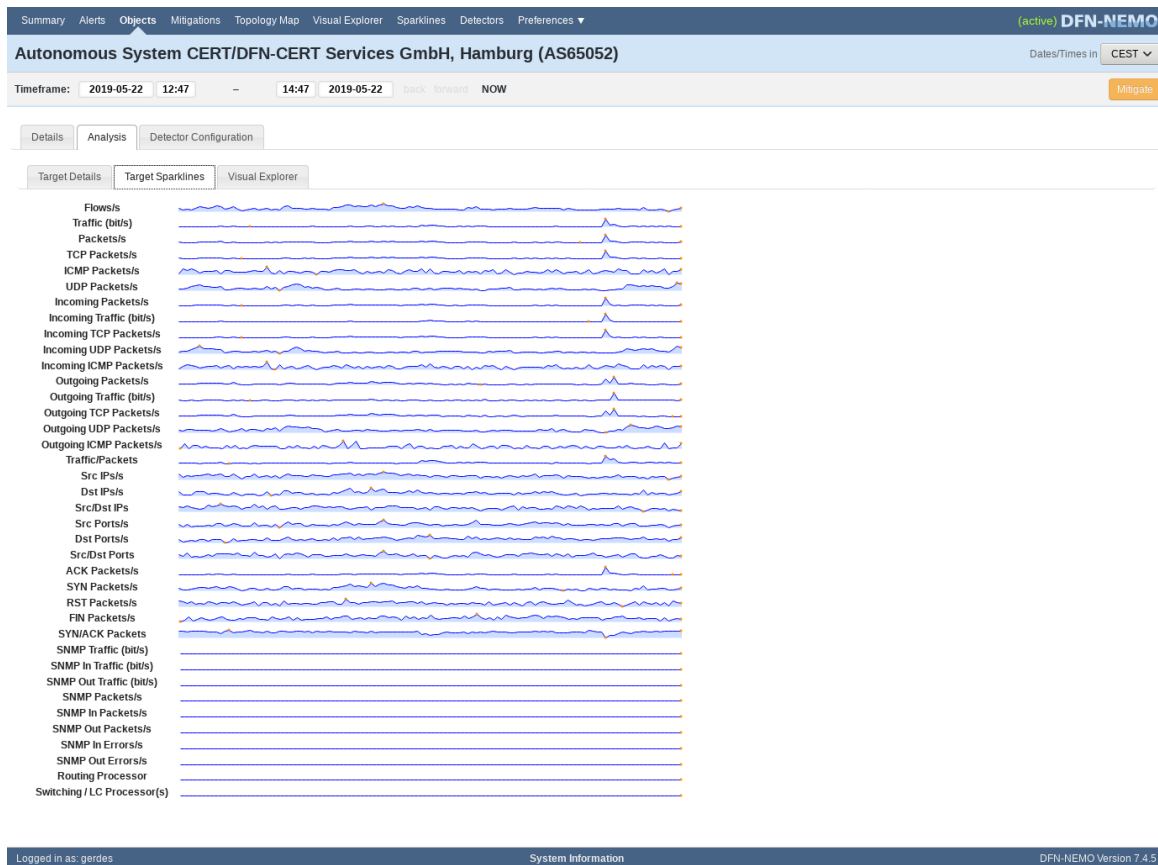 Summary Alerts Objects Mitigations Topology Map Visual Explorer Sparklines Detectors Preferences ▼ (active) DFN-NEMO
Autonomous System CERT/DFN-CERT Services GmbH, Hamburg (AS65052) Dates/Times in CEST
Timeframe: 2019-05-22 12:47 – 14:47 2019-05-22 back forward NOW Mitigate
Details Analysis Detector Configuration
Target Details Target Sparklines Visual Explorer
Flows/s
Traffic (bit/s)
Packets/s
TCP Packets/s
ICMP Packets/s
UDP Packets/s
Incoming Packets/s
Incoming Traffic (bit/s)
Incoming TCP Packets/s
Incoming UDP Packets/s
Incoming ICMP Packets/s
Outgoing Packets/s
Outgoing Traffic (bit/s)
Outgoing TCP Packets/s
Outgoing UDP Packets/s
Outgoing ICMP Packets/s
Traffic/Packets
Src IPs/s
Dst IPs/s
Src/Dst IPs
Src Ports/s
Dst Ports/s
Src/Dst Ports
ACK Packets/s
SYN Packets/s
RST Packets/s
FIN Packets/s
SYN/ACK Packets
SNMP Traffic (bit/s)
SNMP In Traffic (bit/s)
SNMP Out Traffic (bit/s)
SNMP Packets/s
SNMP In Packets/s
SNMP Out Packets/s
SNMP In Errors/s
SNMP Out Errors/s
Routing Processor
Switching / LC Processor(s)
Logged in as: gerdes System Information DFN-NEMO Version 7.4.5